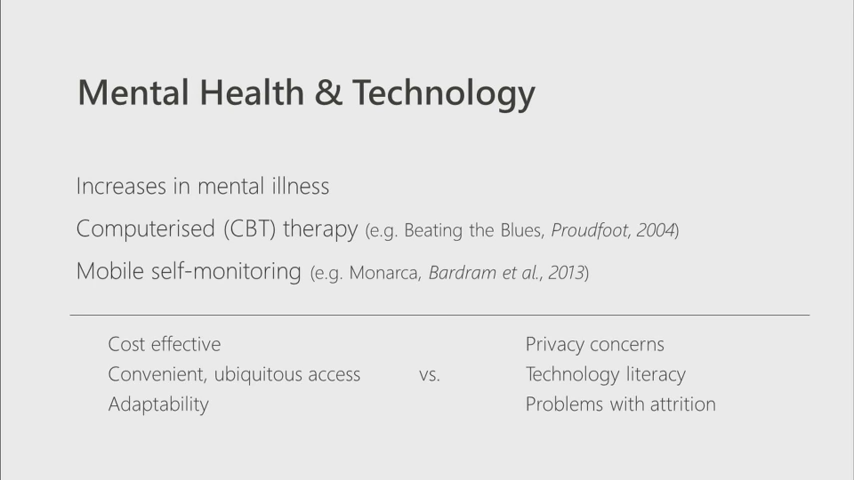 Mental Health & Technology
Increases in mental illness
Computerised (CBT) therapy (e.g. Beating the Blues, Proudfoot, 2004)
Mobile self-monitoring (e.g. Monarca, Bardram et al., 2013)
Cost effective
Convenient, ubiquitous access
Adaptability
vs.
Privacy concerns
Technology literacy
Problems with attrition